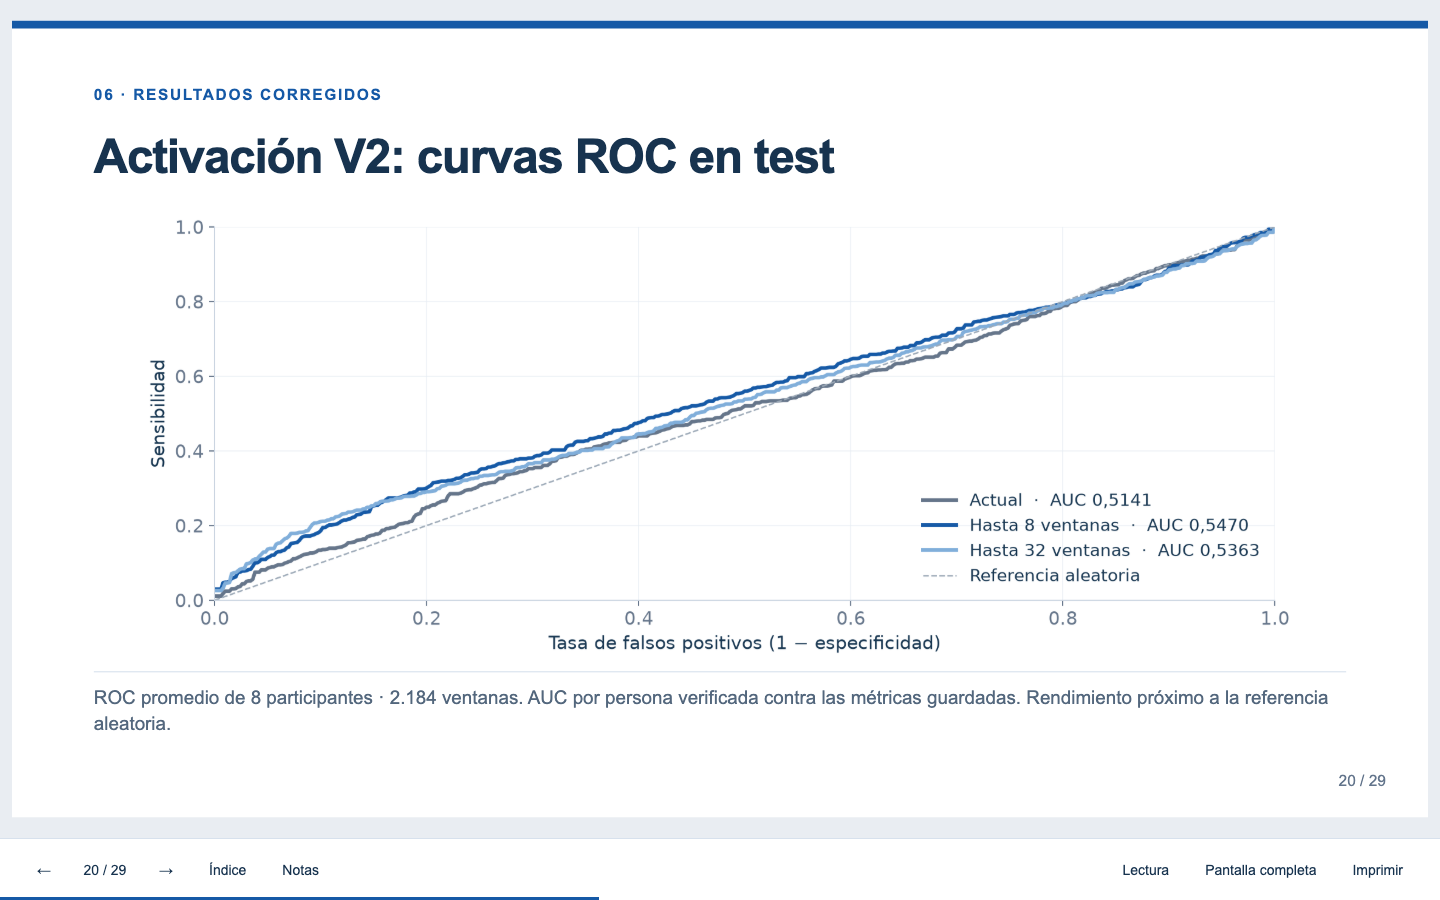 06 · RESULTADOS CORREGIDOS
Activación V2: curvas ROC en test
1.0
0.8
0.6
0.4
0.2
0.0
Sensibilidad
Actual · AUC 0,5141
Hasta 8 ventanas · AUC 0,5470
Hasta 32 ventanas · AUC 0,5363
Referencia aleatoria
0.0 0.2 0.4 0.6 0.8 1.0
Tasa de falsos positivos (1 − especificidad)
ROC promedio de 8 participantes · 2.184 ventanas. AUC por persona verificada contra las métricas guardadas. Rendimiento próximo a la referencia
aleatoria.
20 / 29
← 20 / 29 → Índice Notas Lectura Pantalla completa Imprimir